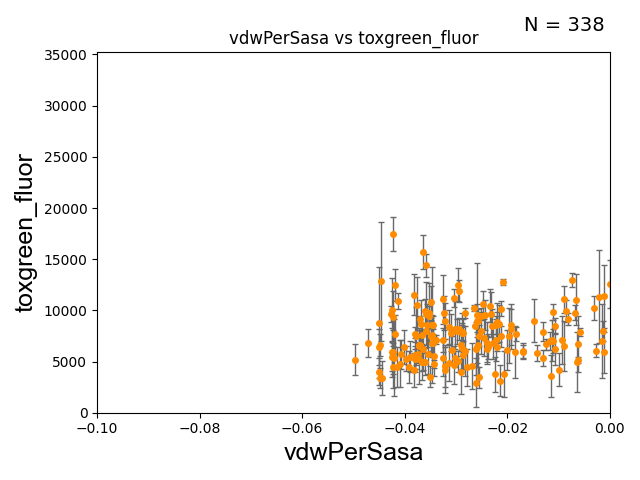 N = 338
vdwPerSasa vs toxgreen_fluor
35000
30000
25000
20000
15000
10000
5000
0
toxgreen_fluor
−0.10 −0.08 −0.06 −0.04 −0.02 0.00
vdwPerSasa